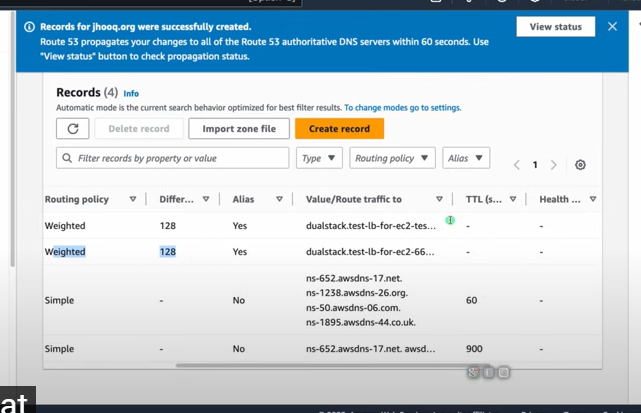 Records for jhooq.org were successfully created.
Route 53 propagates your changes to all of the Route 53 authoritative DNS servers within 60 seconds. Use
"View status" button to check propagation status.
View status
Records (4) Info
Automatic mode is the current search behavior optimized for best filter results. To change modes go to settings.
Delete record
Import zone file
Create record
Filter records by property or value
Type
Routing policy
Alias
1
Routing policy Differ... Alias Value/Route traffic to TTL (s... Health ...
Weighted 128 Yes dualstack.test-lb-for-ec2-tes... - -
Weighted 128 Yes dualstack.test-lb-for-ec2-66... - -
Simple - No ns-652.awsdns-17.net. 60 -
ns-1238.awsdns-26.org.
ns-50.awsdns-06.com.
ns-1895.awsdns-44.co.uk.
Simple - No ns-652.awsdns-17.net. awsd... 900 -
at